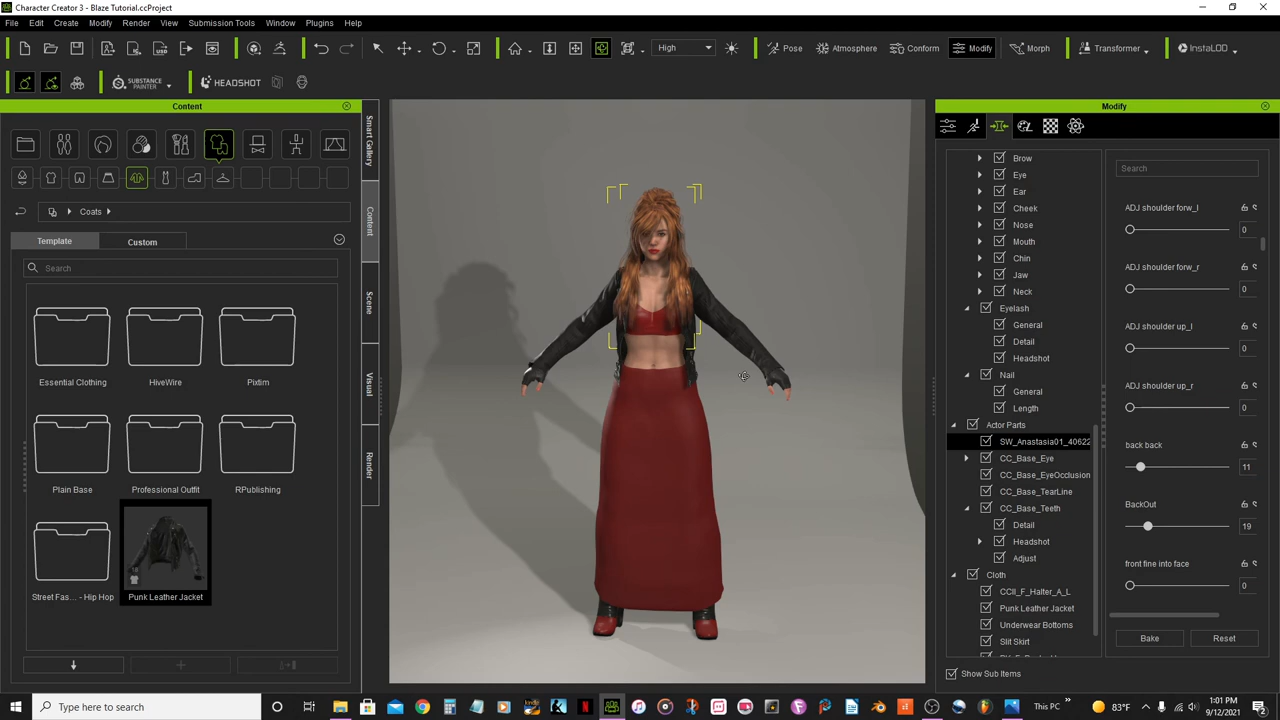 Character Creator 3 - Blaze Tutorial.ccProject
File Edit Create Modify Rights Submission Tools Window Plugins Help
High Pose Atmosphere Conform Modify Morph Transformer InstaLOD
SUBSTANCE PAINTER HEADSHOT
Content
Modify
Smart Gallery
Content
Scene
Visual
Render
Coats
Template Custom
Search
Essential Clothing HiveWire Pixtim
Plain Base Professional Outfit RPublishing
Street Fas... - Hip Hop Punk Leather Jacket
Brow
Eye
Ear
Cheek
Nose
Mouth
Chin
Jaw
Neck
Eyelash
General
Detail
Headshot
Nail
General
Length
Actor Parts
SW_Anastasia01_40622
CC_Base_Eye
CC_Base_EyeOcclusion
CC_Base_TearLine
CC_Base_Teeth
Detail
Headshot
Adjust
Cloth
CCII_F_Halter_A_L
Punk Leather Jacket
Underwear Bottoms
Slit Skirt
Show Sub Items
Search
ADJ shoulder forw_l
0
ADJ shoulder forw_r
0
ADJ shoulder up_l
0
ADJ shoulder up_r
0
back back
11
BackOut
19
front fine into face
0
Bake Reset
Type here to search
This PC
83°F
1:01 PM
9/12/2021